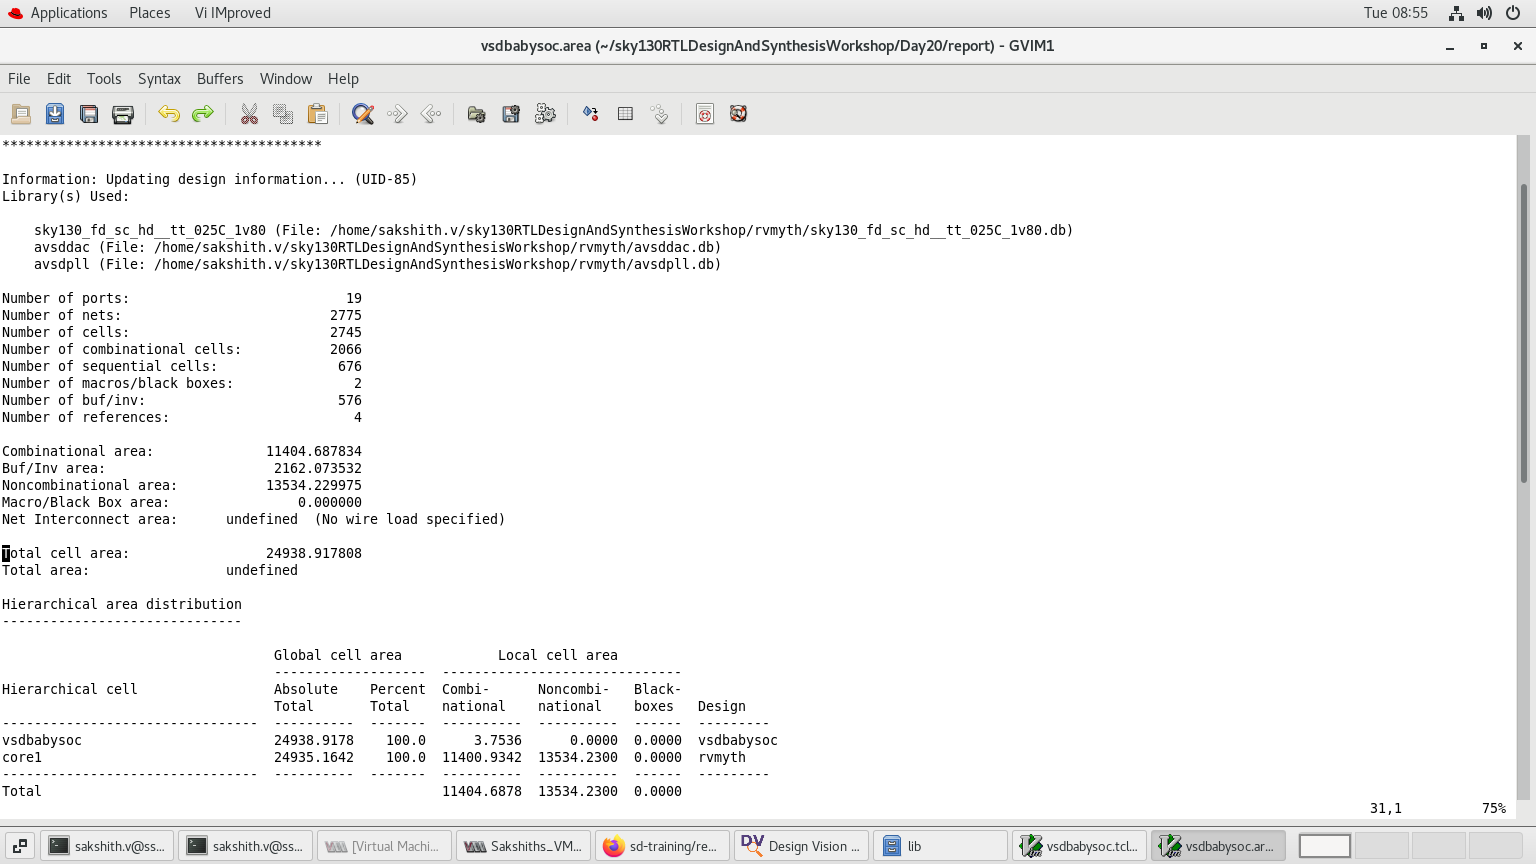 Applications Places Vi IMproved Tue 08:55
vsdbabysoc.area (~/sky130RTLDesignAndSynthesisWorkshop/Day20/report) - GVIM1
File Edit Tools Syntax Buffers Window Help
****************************************
Information: Updating design information... (UID-85)
Library(s) Used:
sky130_fd_sc_hd__tt_025C_1v80 (File: /home/sakshith.v/sky130RTLDesignAndSynthesisWorkshop/rvmyth/sky130_fd_sc_hd__tt_025C_1v80.db)
avsddac (File: /home/sakshith.v/sky130RTLDesignAndSynthesisWorkshop/rvmyth/avsddac.db)
avsdpll (File: /home/sakshith.v/sky130RTLDesignAndSynthesisWorkshop/rvmyth/avsdpll.db)
Number of ports: 19
Number of nets: 2775
Number of cells: 2745
Number of combinational cells: 2066
Number of sequential cells: 676
Number of macros/black boxes: 2
Number of buf/inv: 576
Number of references: 4
Combinational area: 11404.687834
Buf/Inv area: 2162.073532
Noncombinational area: 13534.229975
Macro/Black Box area: 0.000000
Net Interconnect area: undefined (No wire load specified)
Total cell area: 24938.917808
Total area: undefined
Hierarchical area distribution
------------------------------
Global cell area Local cell area
------------------- ------------------------------
Hierarchical cell Absolute Percent Combi- Noncombi- Black-
Total Total national national boxes Design
-------------------------------- ---------- ------- ---------- ---------- ------ ---------
vsdbabysoc 24938.9178 100.0 3.7536 0.0000 0.0000 vsdbabysoc
core1 24935.1642 100.0 11400.9342 13534.2300 0.0000 rvmyth
-------------------------------- ---------- ------- ---------- ---------- ------ ---------
Total 11404.6878 13534.2300 0.0000
31,1 75%
sakshith.v@ss... sakshith.v@ss... [Virtual Machi... Sakshiths_VM... sd-training/re... DV Design Vision ... lib vsdbabysoc.tcl... vsdbabysoc.ar...